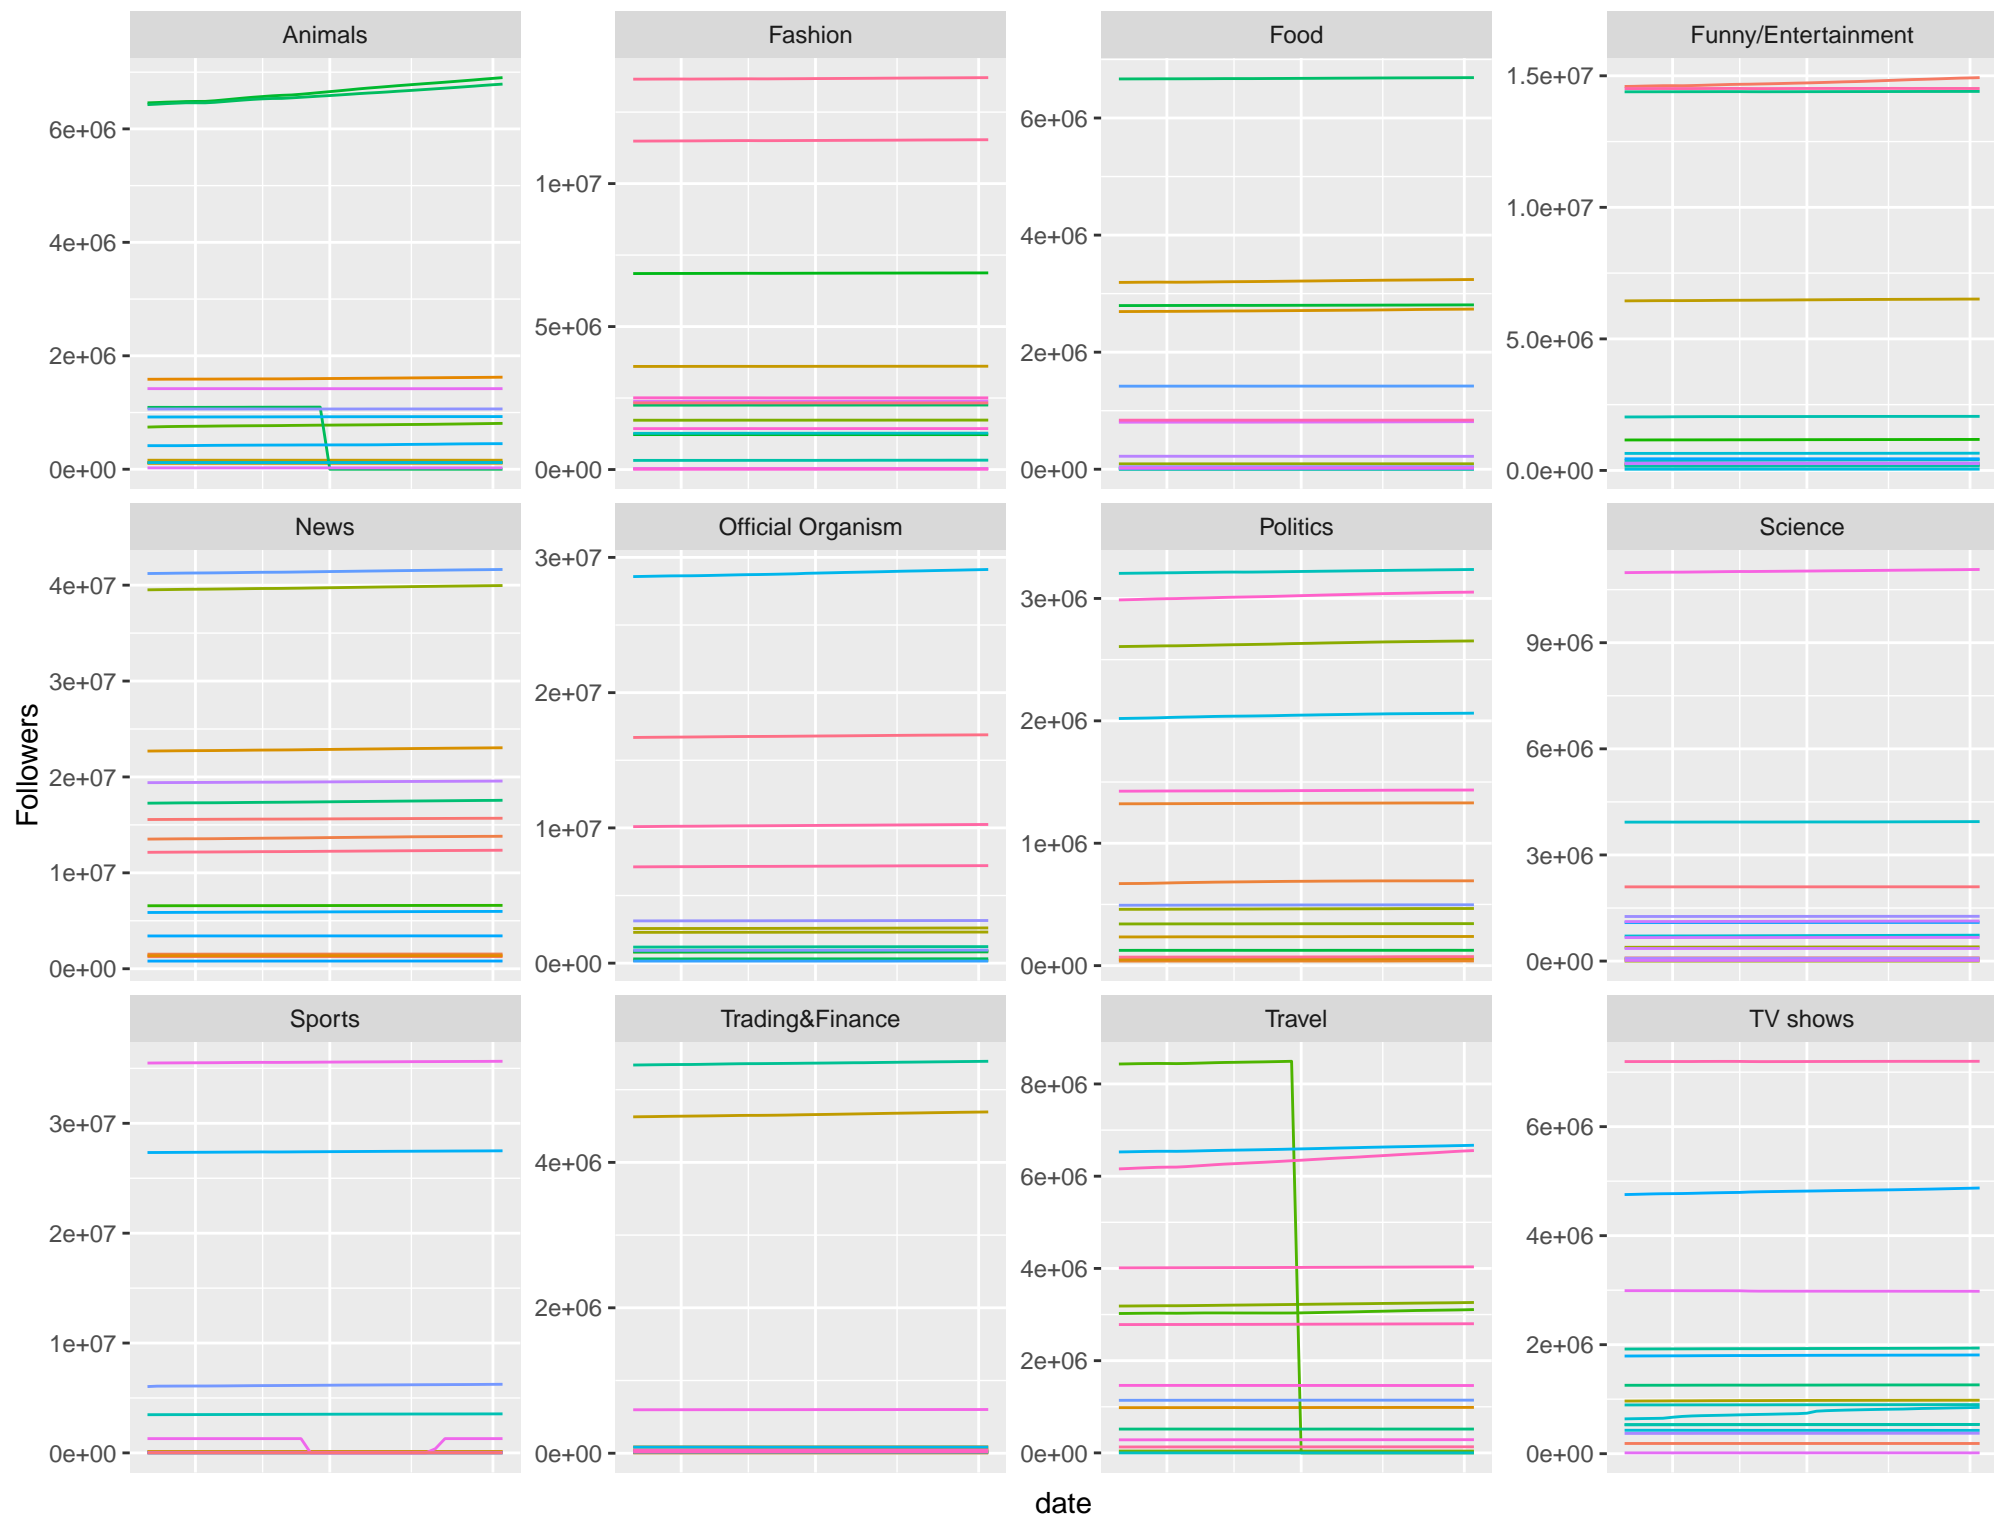 Animals
Fashion
Food
Funny/Entertainment
6e+06
4e+06
2e+06
0e+00
1e+07
5e+06
0e+00
6e+06
4e+06
2e+06
0e+00
1.5e+07
1.0e+07
5.0e+06
0.0e+00
News
Official Organism
Politics
Science
4e+07
3e+07
2e+07
1e+07
0e+00
3e+07
2e+07
1e+07
0e+00
3e+06
2e+06
1e+06
0e+00
9e+06
6e+06
3e+06
0e+00
Followers
Sports
Trading&Finance
Travel
TV shows
3e+07
2e+07
1e+07
0e+00
4e+06
2e+06
0e+00
8e+06
6e+06
4e+06
2e+06
0e+00
6e+06
4e+06
2e+06
0e+00
date